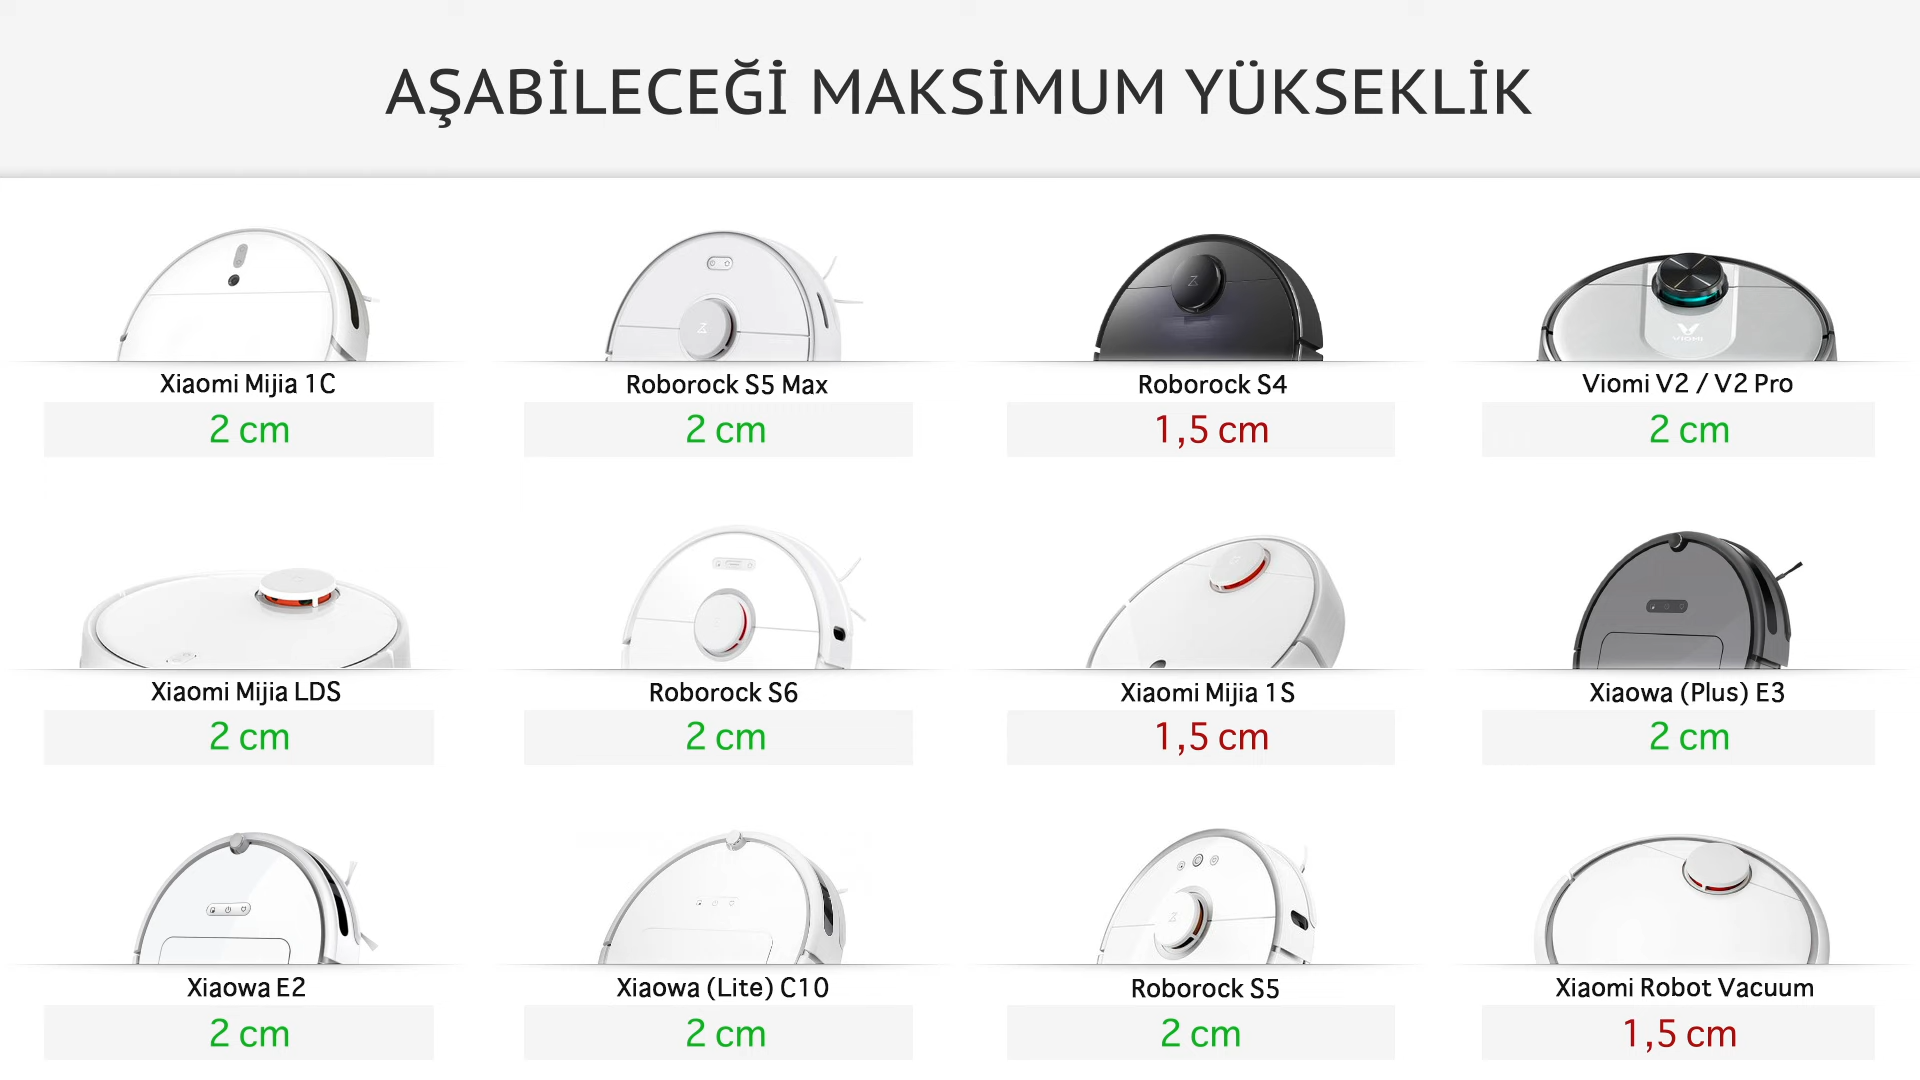 AŞABİLECEĞİ MAKSİMUM YÜKSEKLİK
VIOMI
Xiaomi Mijia 1C
Roborock S5 Max
Roborock S4
Viomi V2 / V2 Pro
2 cm
2 cm
1,5 cm
2 cm
Xiaomi Mijia LDS
Roborock S6
Xiaomi Mijia 1S
Xiaowa (Plus) E3
2 cm
2 cm
1,5 cm
2 cm
Xiaowa E2
Xiaowa (Lite) C10
Roborock S5
Xiaomi Robot Vacuum
2 cm
2 cm
2 cm
1,5 cm